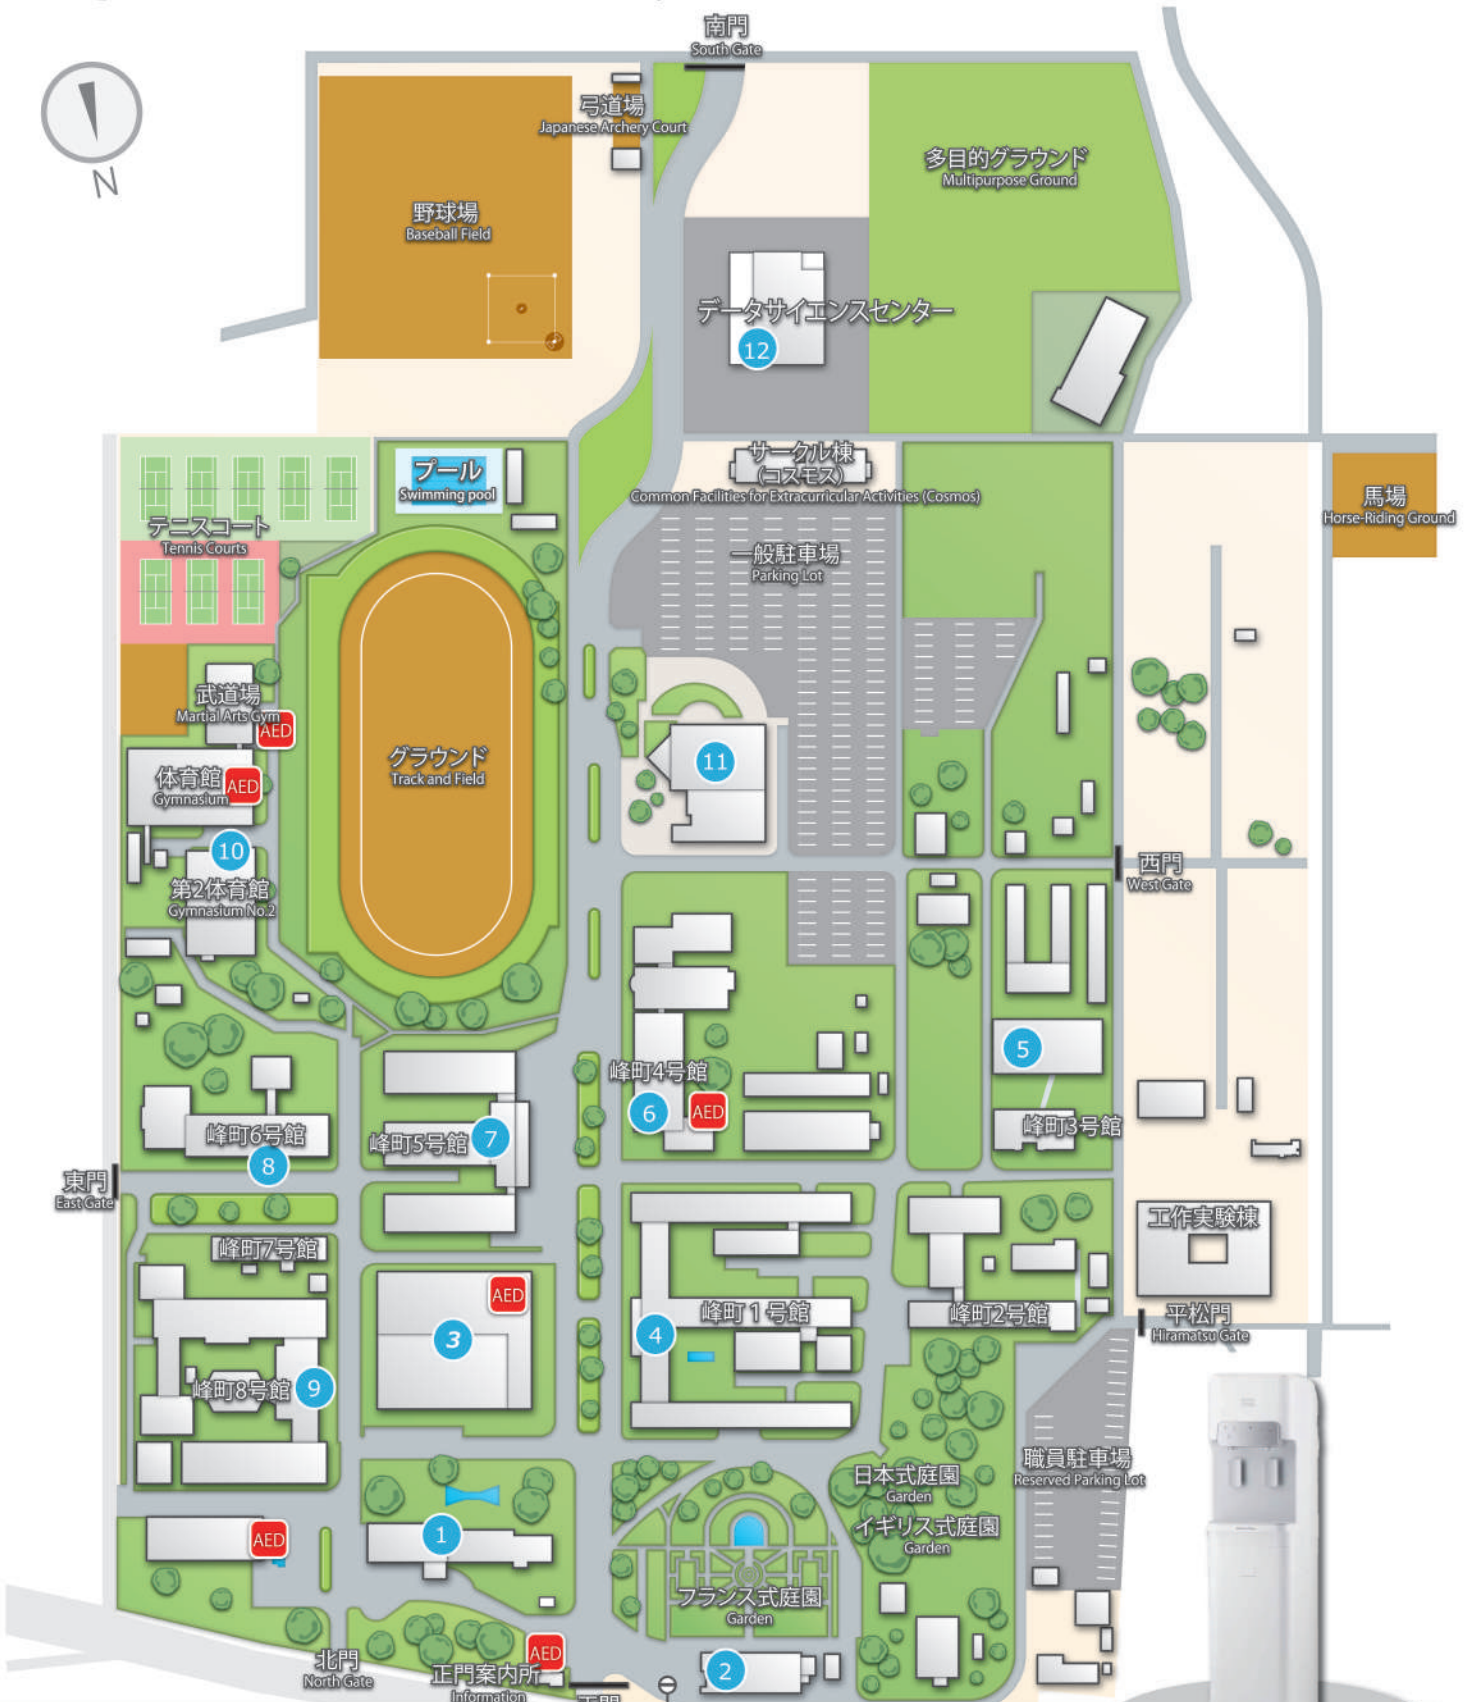 南門
South Gate
弓道場
Japanese Archery Court
多目的グラウンド
Multipurpose Ground
N
野球場
Baseball Field
データサイエンスセンター
12
サークル棟
(コスモス)
Common Facilities for Extracurricular Activities (Cosmos)
プール
Swimming pool
馬場
Horse-Riding Ground
テニスコート
Tennis Courts
一般駐車場
Parking Lot
武道場
Martial Arts Gym
AED
グラウンド
Track and Field
11
体育館
Gymnasium
AED
10
第2体育館
Gymnasium No.2
西門
West Gate
5
峰町4号館
6
AED
峰町3号館
峰町6号館
8
峰町5号館
7
東門
East Gate
工作実験棟
峰町7号館
AED
3
4
峰町1号館
峰町2号館
平松門
Hiramatsu Gate
峰町8号館
9
日本式庭園
Garden
職員駐車場
Reserved Parking Lot
イギリス式庭園
Garden
AED
1
フランス式庭園
Garden
北門
North Gate
正門案内所
Information
AED
2